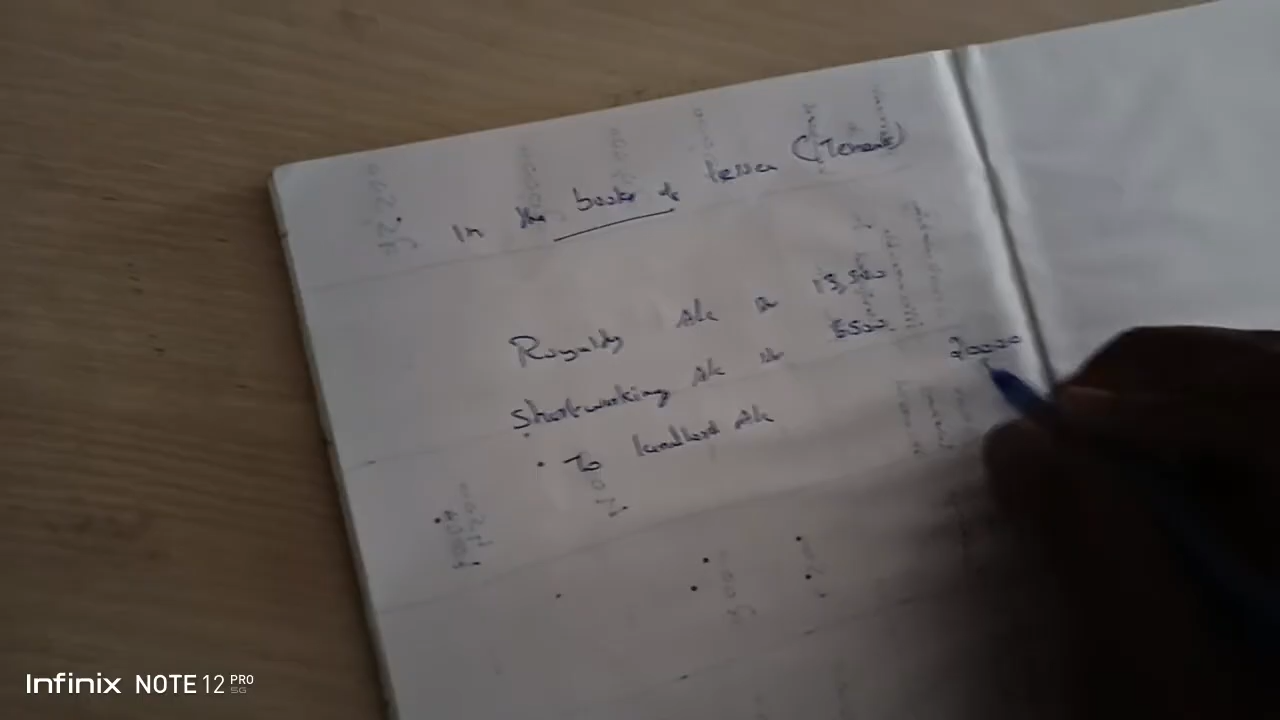 In the books of lessee (Tenant)
Royalty A/c Dr 13,500
Shortworking A/c Dr 6500
To landlord A/c 20000
Infinix NOTE 12 PRO 5G